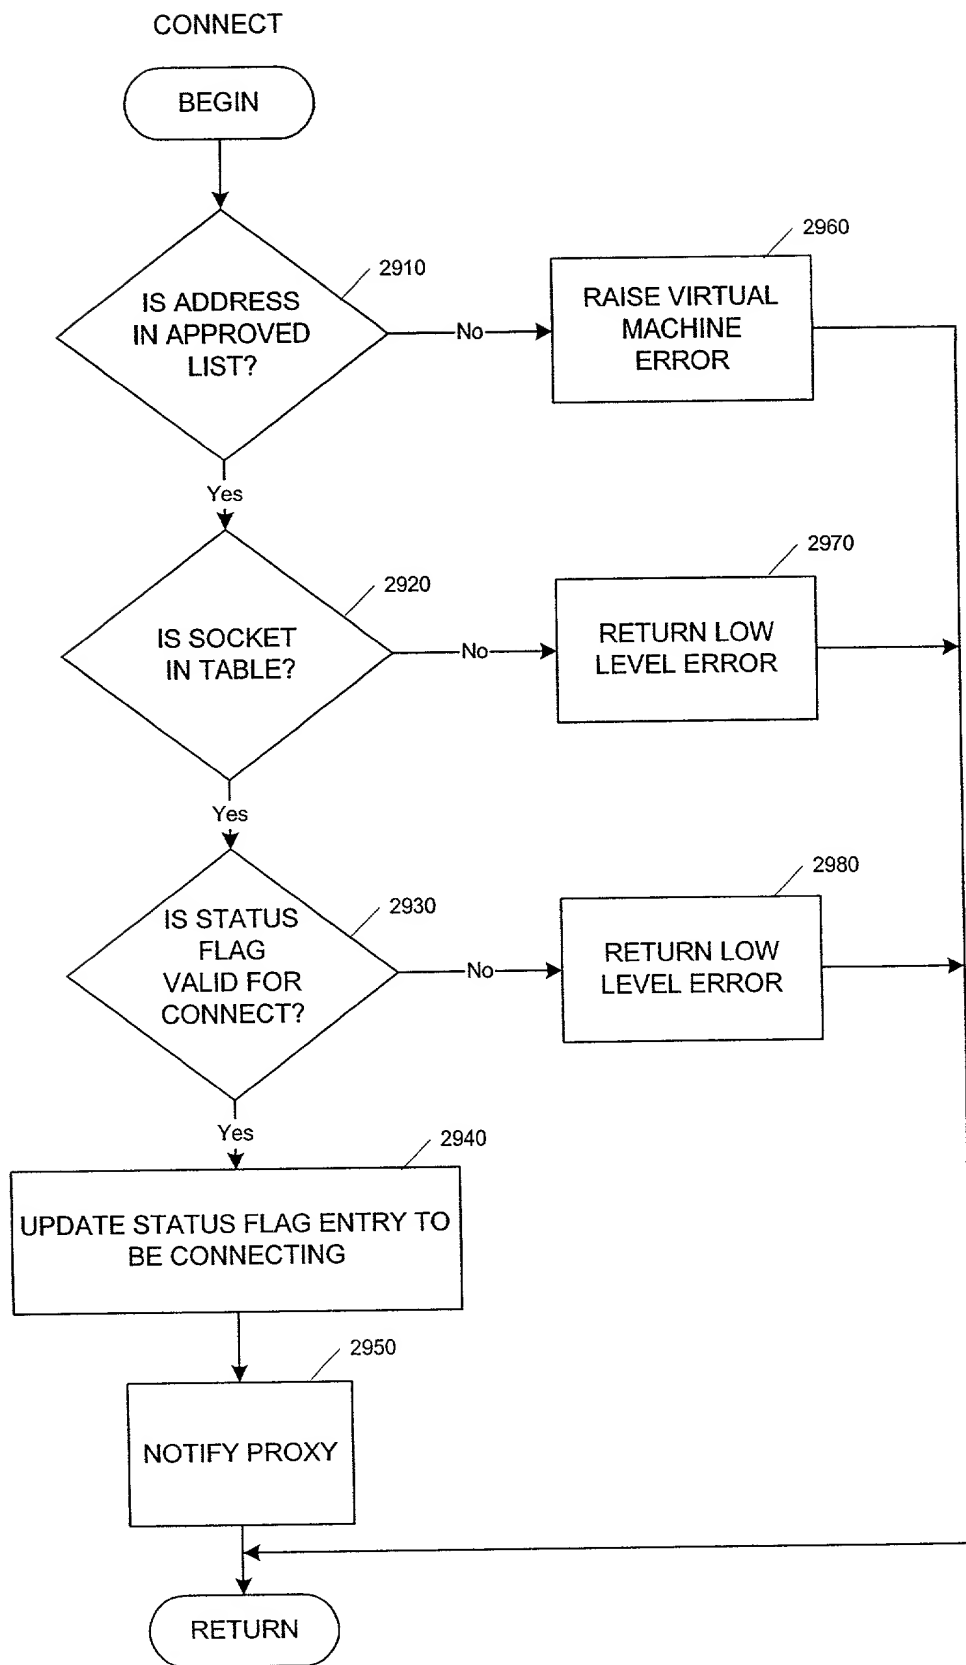 CONNECT
BEGIN
2910
IS ADDRESS
IN APPROVED
LIST?
No
2960
RAISE VIRTUAL
MACHINE
ERROR
Yes
2920
IS SOCKET
IN TABLE?
No
2970
RETURN LOW
LEVEL ERROR
Yes
2930
IS STATUS
FLAG
VALID FOR
CONNECT?
No
2980
RETURN LOW
LEVEL ERROR
Yes
2940
UPDATE STATUS FLAG ENTRY TO
BE CONNECTING
2950
NOTIFY PROXY
RETURN